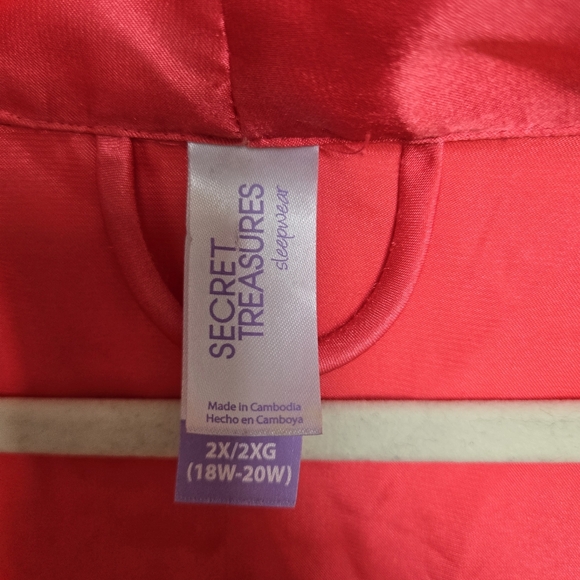 SECRET
TREASURES
sleepwear
Made in Cambodia
Hecho en Camboya
2X/2XG
(18W-20W)